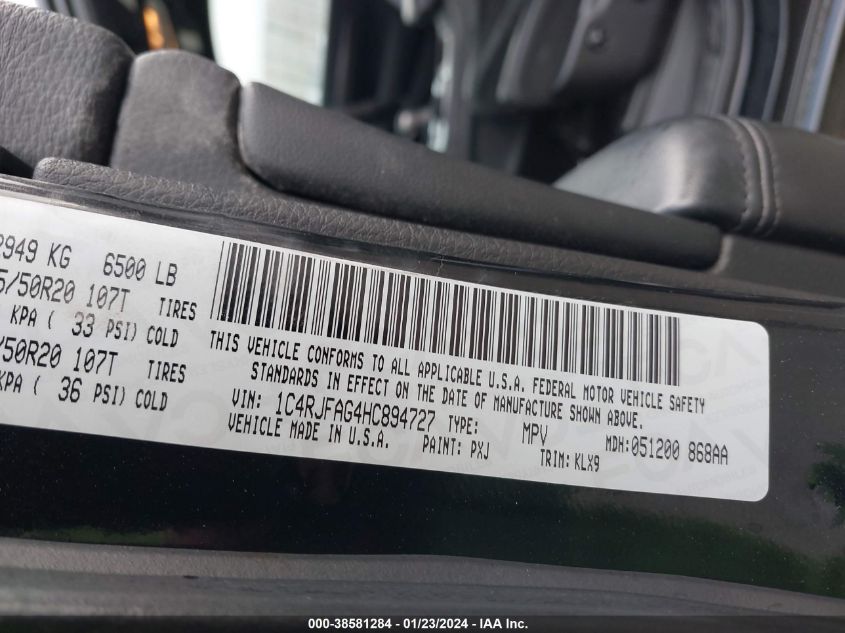 2949 KG 6500 LB
5/50R20 107T TIRES
KPA ( 33 PSI) COLD
/50R20 107T TIRES
KPA ( 36 PSI) COLD
THIS VEHICLE CONFORMS TO ALL APPLICABLE U.S.A. FEDERAL MOTOR VEHICLE SAFETY
STANDARDS IN EFFECT ON THE DATE OF MANUFACTURE SHOWN ABOVE.
VIN: 1C4RJFAG4HC894727 TYPE: MPV MDH:051200 868AA
VEHICLE MADE IN U.S.A. PAINT: PXJ TRIM: KLX9
000-38581284 - 01/23/2024 - IAA Inc.